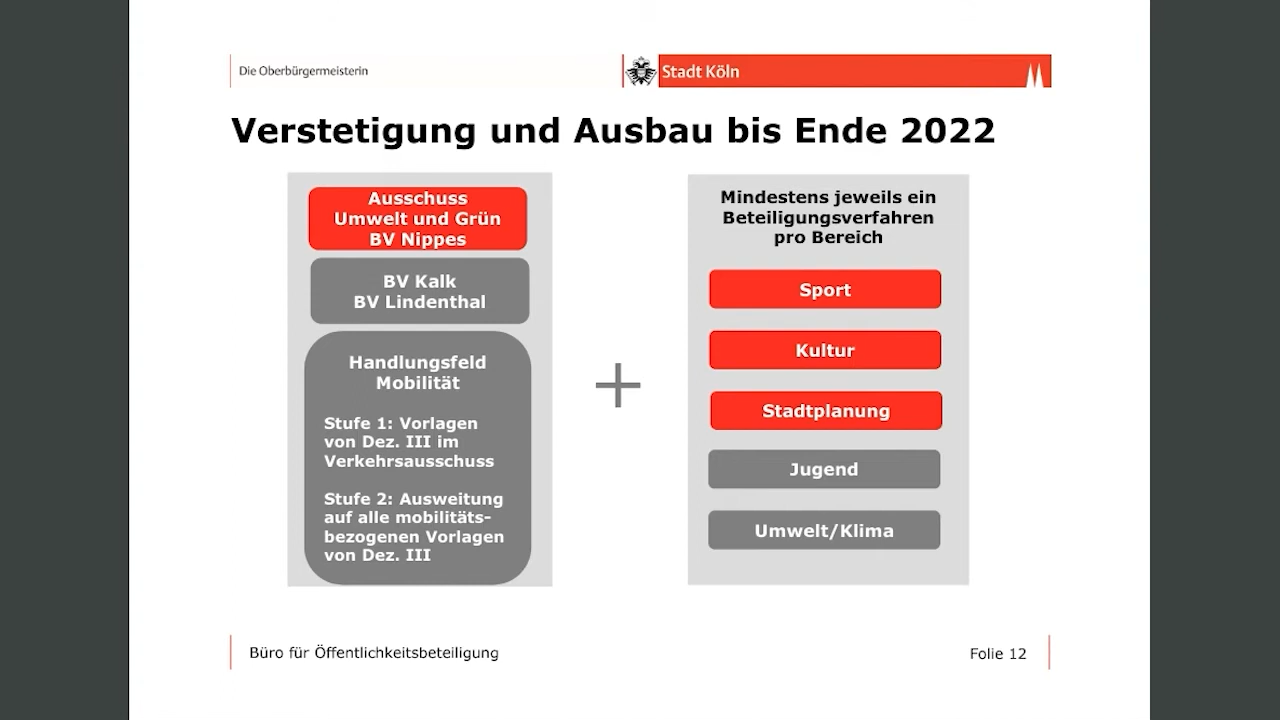 Die Oberbürgermeisterin
Stadt Köln
Verstetigung und Ausbau bis Ende 2022
Ausschuss
Umwelt und Grün
BV Nippes
BV Kalk
BV Lindenthal
Handlungsfeld
Mobilität
Stufe 1: Vorlagen
von Dez. III im
Verkehrsausschuss
Stufe 2: Ausweitung
auf alle mobilitäts-
bezogenen Vorlagen
von Dez. III
+
Mindestens jeweils ein
Beteiligungsverfahren
pro Bereich
Sport
Kultur
Stadtplanung
Jugend
Umwelt/Klima
Büro für Öffentlichkeitsbeteiligung
Folie 12